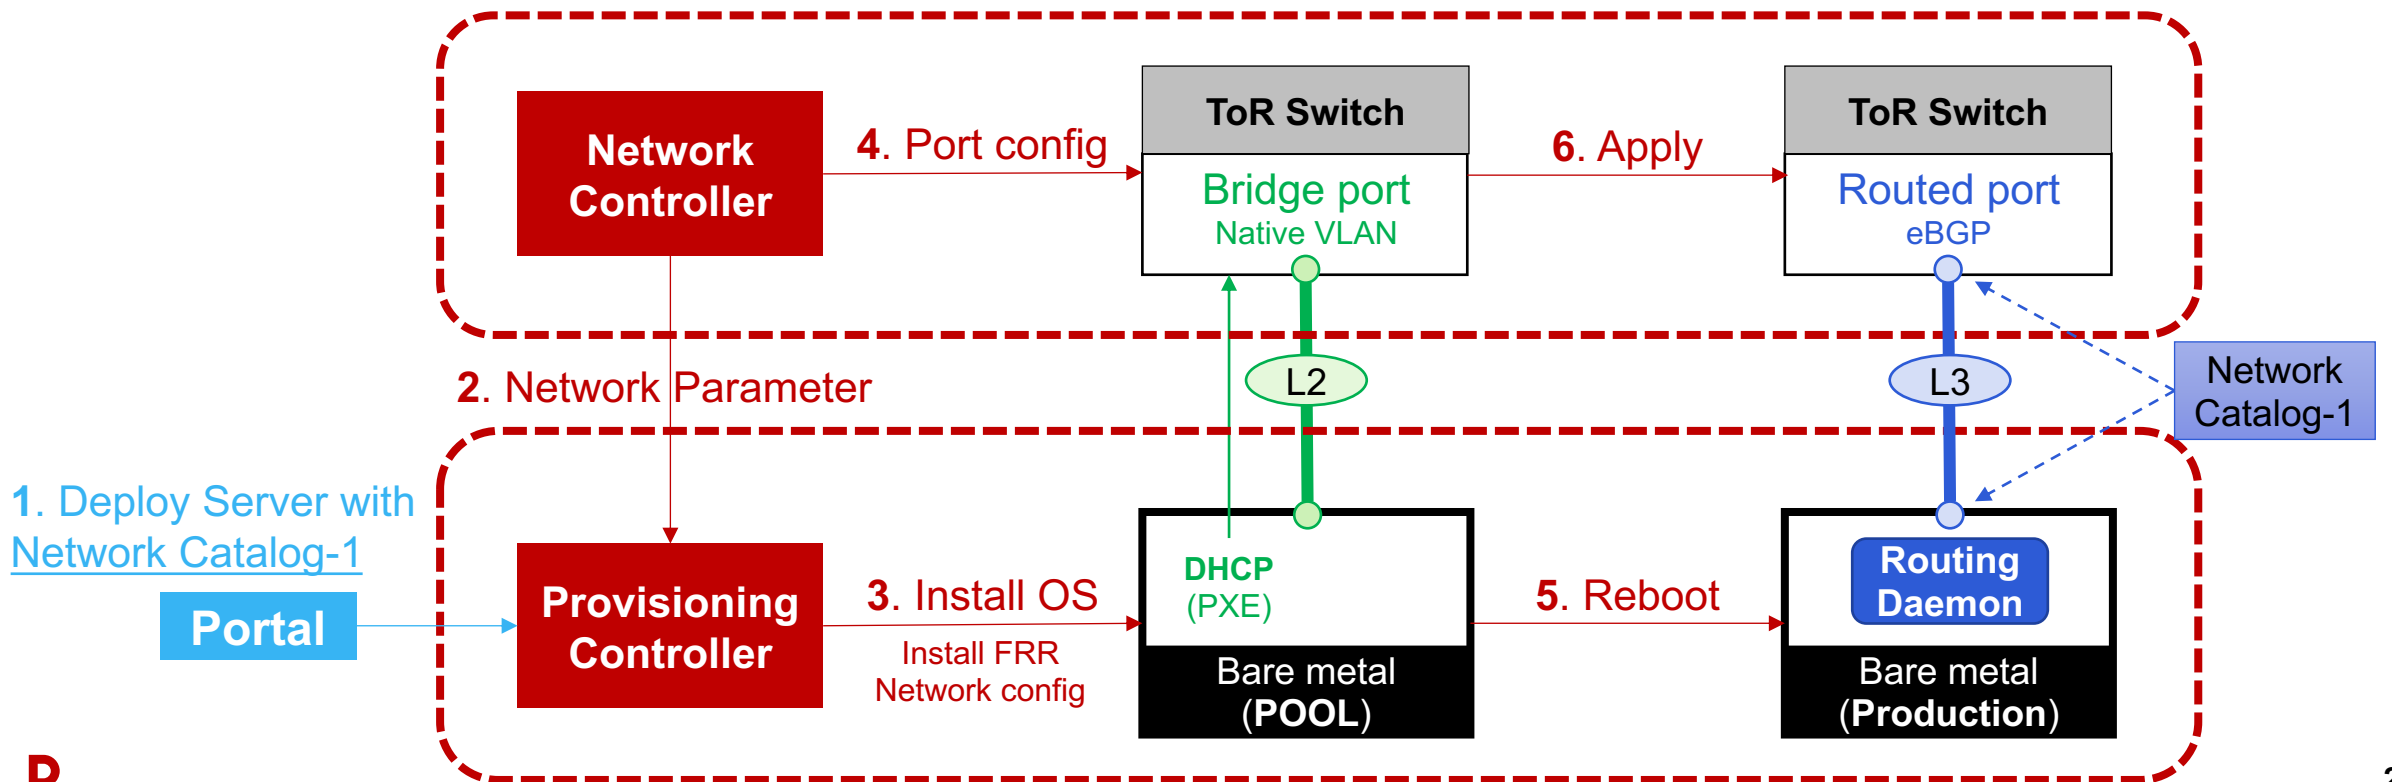 Network
Controller
4. Port config
ToR Switch
Bridge port
Native VLAN
6. Apply
ToR Switch
Routed port
eBGP
2. Network Parameter
L2
L3
Network
Catalog-1
1. Deploy Server with
Network Catalog-1
Portal
Provisioning
Controller
3. Install OS
Install FRR
Network config
DHCP
(PXE)
Bare metal
(POOL)
5. Reboot
Routing
Daemon
Bare metal
(Production)